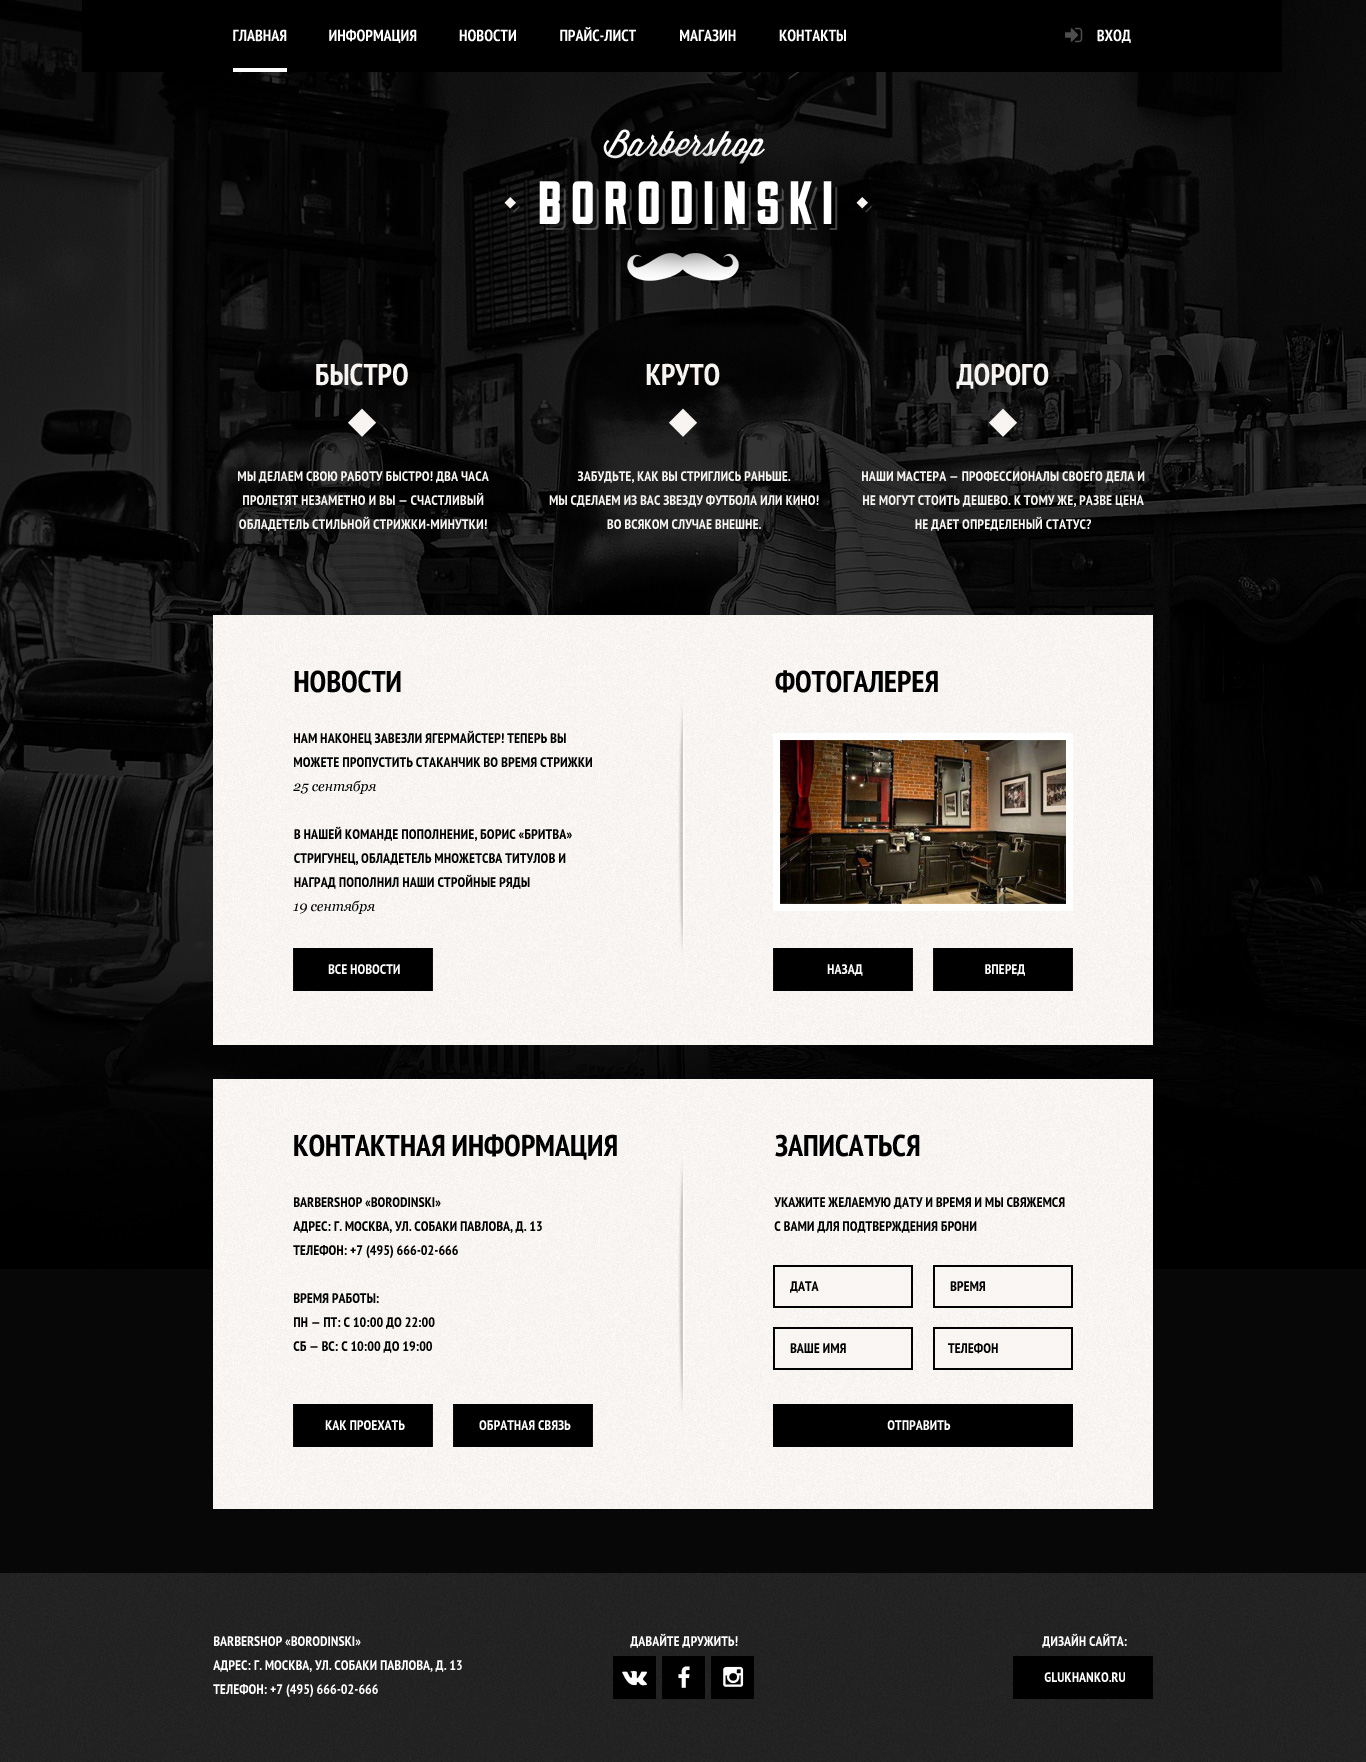 ГЛАВНАЯ ИНФОРМАЦИЯ НОВОСТИ ПРАЙС-ЛИСТ МАГАЗИН КОНТАКТЫ ВХОД
Barbershop
BORODINSKI
БЫСТРО
МЫ ДЕЛАЕМ СВОЮ РАБОТУ БЫСТРО! ДВА ЧАСА
ПРОЛЕТЯТ НЕЗАМЕТНО И ВЫ — СЧАСТЛИВЫЙ
ОБЛАДЕТЕЛЬ СТИЛЬНОЙ СТРИЖКИ-МИНУТКИ!
КРУТО
ЗАБУДЬТЕ, КАК ВЫ СТРИГЛИСЬ РАНЬШЕ.
МЫ СДЕЛАЕМ ИЗ ВАС ЗВЕЗДУ ФУТБОЛА ИЛИ КИНО!
ВО ВСЯКОМ СЛУЧАЕ ВНЕШНЕ.
ДОРОГО
НАШИ МАСТЕРА — ПРОФЕССИОНАЛЫ СВОЕГО ДЕЛА И
НЕ МОГУТ СТОИТЬ ДЕШЕВО. К ТОМУ ЖЕ, РАЗВЕ ЦЕНА
НЕ ДАЕТ ОПРЕДЕЛЕНЫЙ СТАТУС?
НОВОСТИ
НАМ НАКОНЕЦ ЗАВЕЗЛИ ЯГЕРМАЙСТЕР! ТЕПЕРЬ ВЫ
МОЖЕТЕ ПРОПУСТИТЬ СТАКАНЧИК ВО ВРЕМЯ СТРИЖКИ
25 сентября
В НАШЕЙ КОМАНДЕ ПОПОЛНЕНИЕ, БОРИС «БРИТВА»
СТРИГУНЕЦ, ОБЛАДЕТЕЛЬ МНОЖЕТСВА ТИТУЛОВ И
НАГРАД ПОПОЛНИЛ НАШИ СТРОЙНЫЕ РЯДЫ
19 сентября
ВСЕ НОВОСТИ
ФОТОГАЛЕРЕЯ
НАЗАД ВПЕРЕД
КОНТАКТНАЯ ИНФОРМАЦИЯ
BARBERSHOP «BORODINSKI»
АДРЕС: Г. МОСКВА, УЛ. СОБАКИ ПАВЛОВА, Д. 13
ТЕЛЕФОН: +7 (495) 666-02-666
ВРЕМЯ РАБОТЫ:
ПН — ПТ: С 10:00 ДО 22:00
СБ — ВС: С 10:00 ДО 19:00
КАК ПРОЕХАТЬ ОБРАТНАЯ СВЯЗЬ
ЗАПИСАТЬСЯ
УКАЖИТЕ ЖЕЛАЕМУЮ ДАТУ И ВРЕМЯ И МЫ СВЯЖЕМСЯ
С ВАМИ ДЛЯ ПОДТВЕРЖДЕНИЯ БРОНИ
ДАТА ВРЕМЯ
ВАШЕ ИМЯ ТЕЛЕФОН
ОТПРАВИТЬ
BARBERSHOP «BORODINSKI»
АДРЕС: Г. МОСКВА, УЛ. СОБАКИ ПАВЛОВА, Д. 13
ТЕЛЕФОН: +7 (495) 666-02-666
ДАВАЙТЕ ДРУЖИТЬ!
ДИЗАЙН САЙТА:
GLUKHANKO.RU